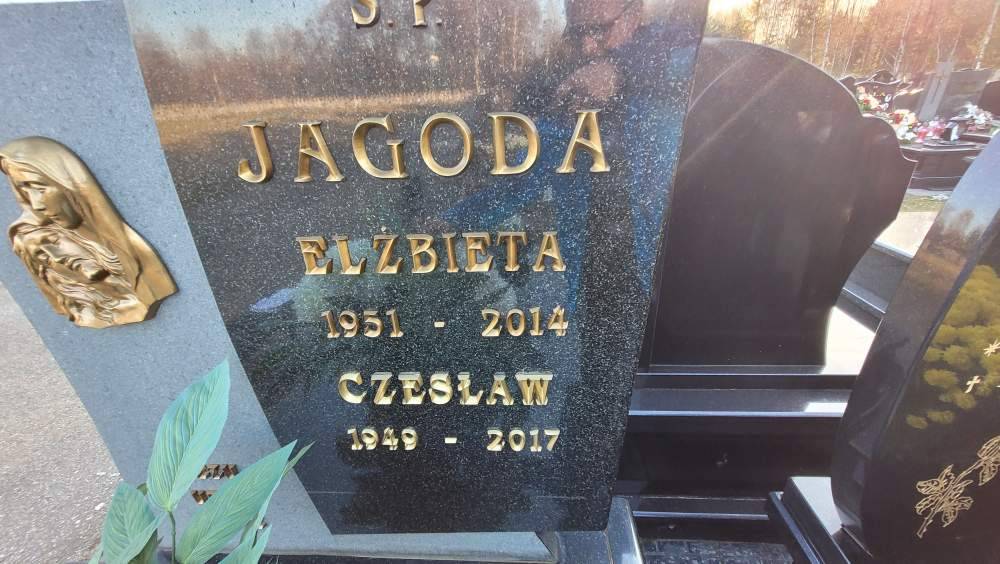 Ś.P.
JAGODA
ELŻBIETA
1951 - 2014
CZESŁAW
1949 - 2017